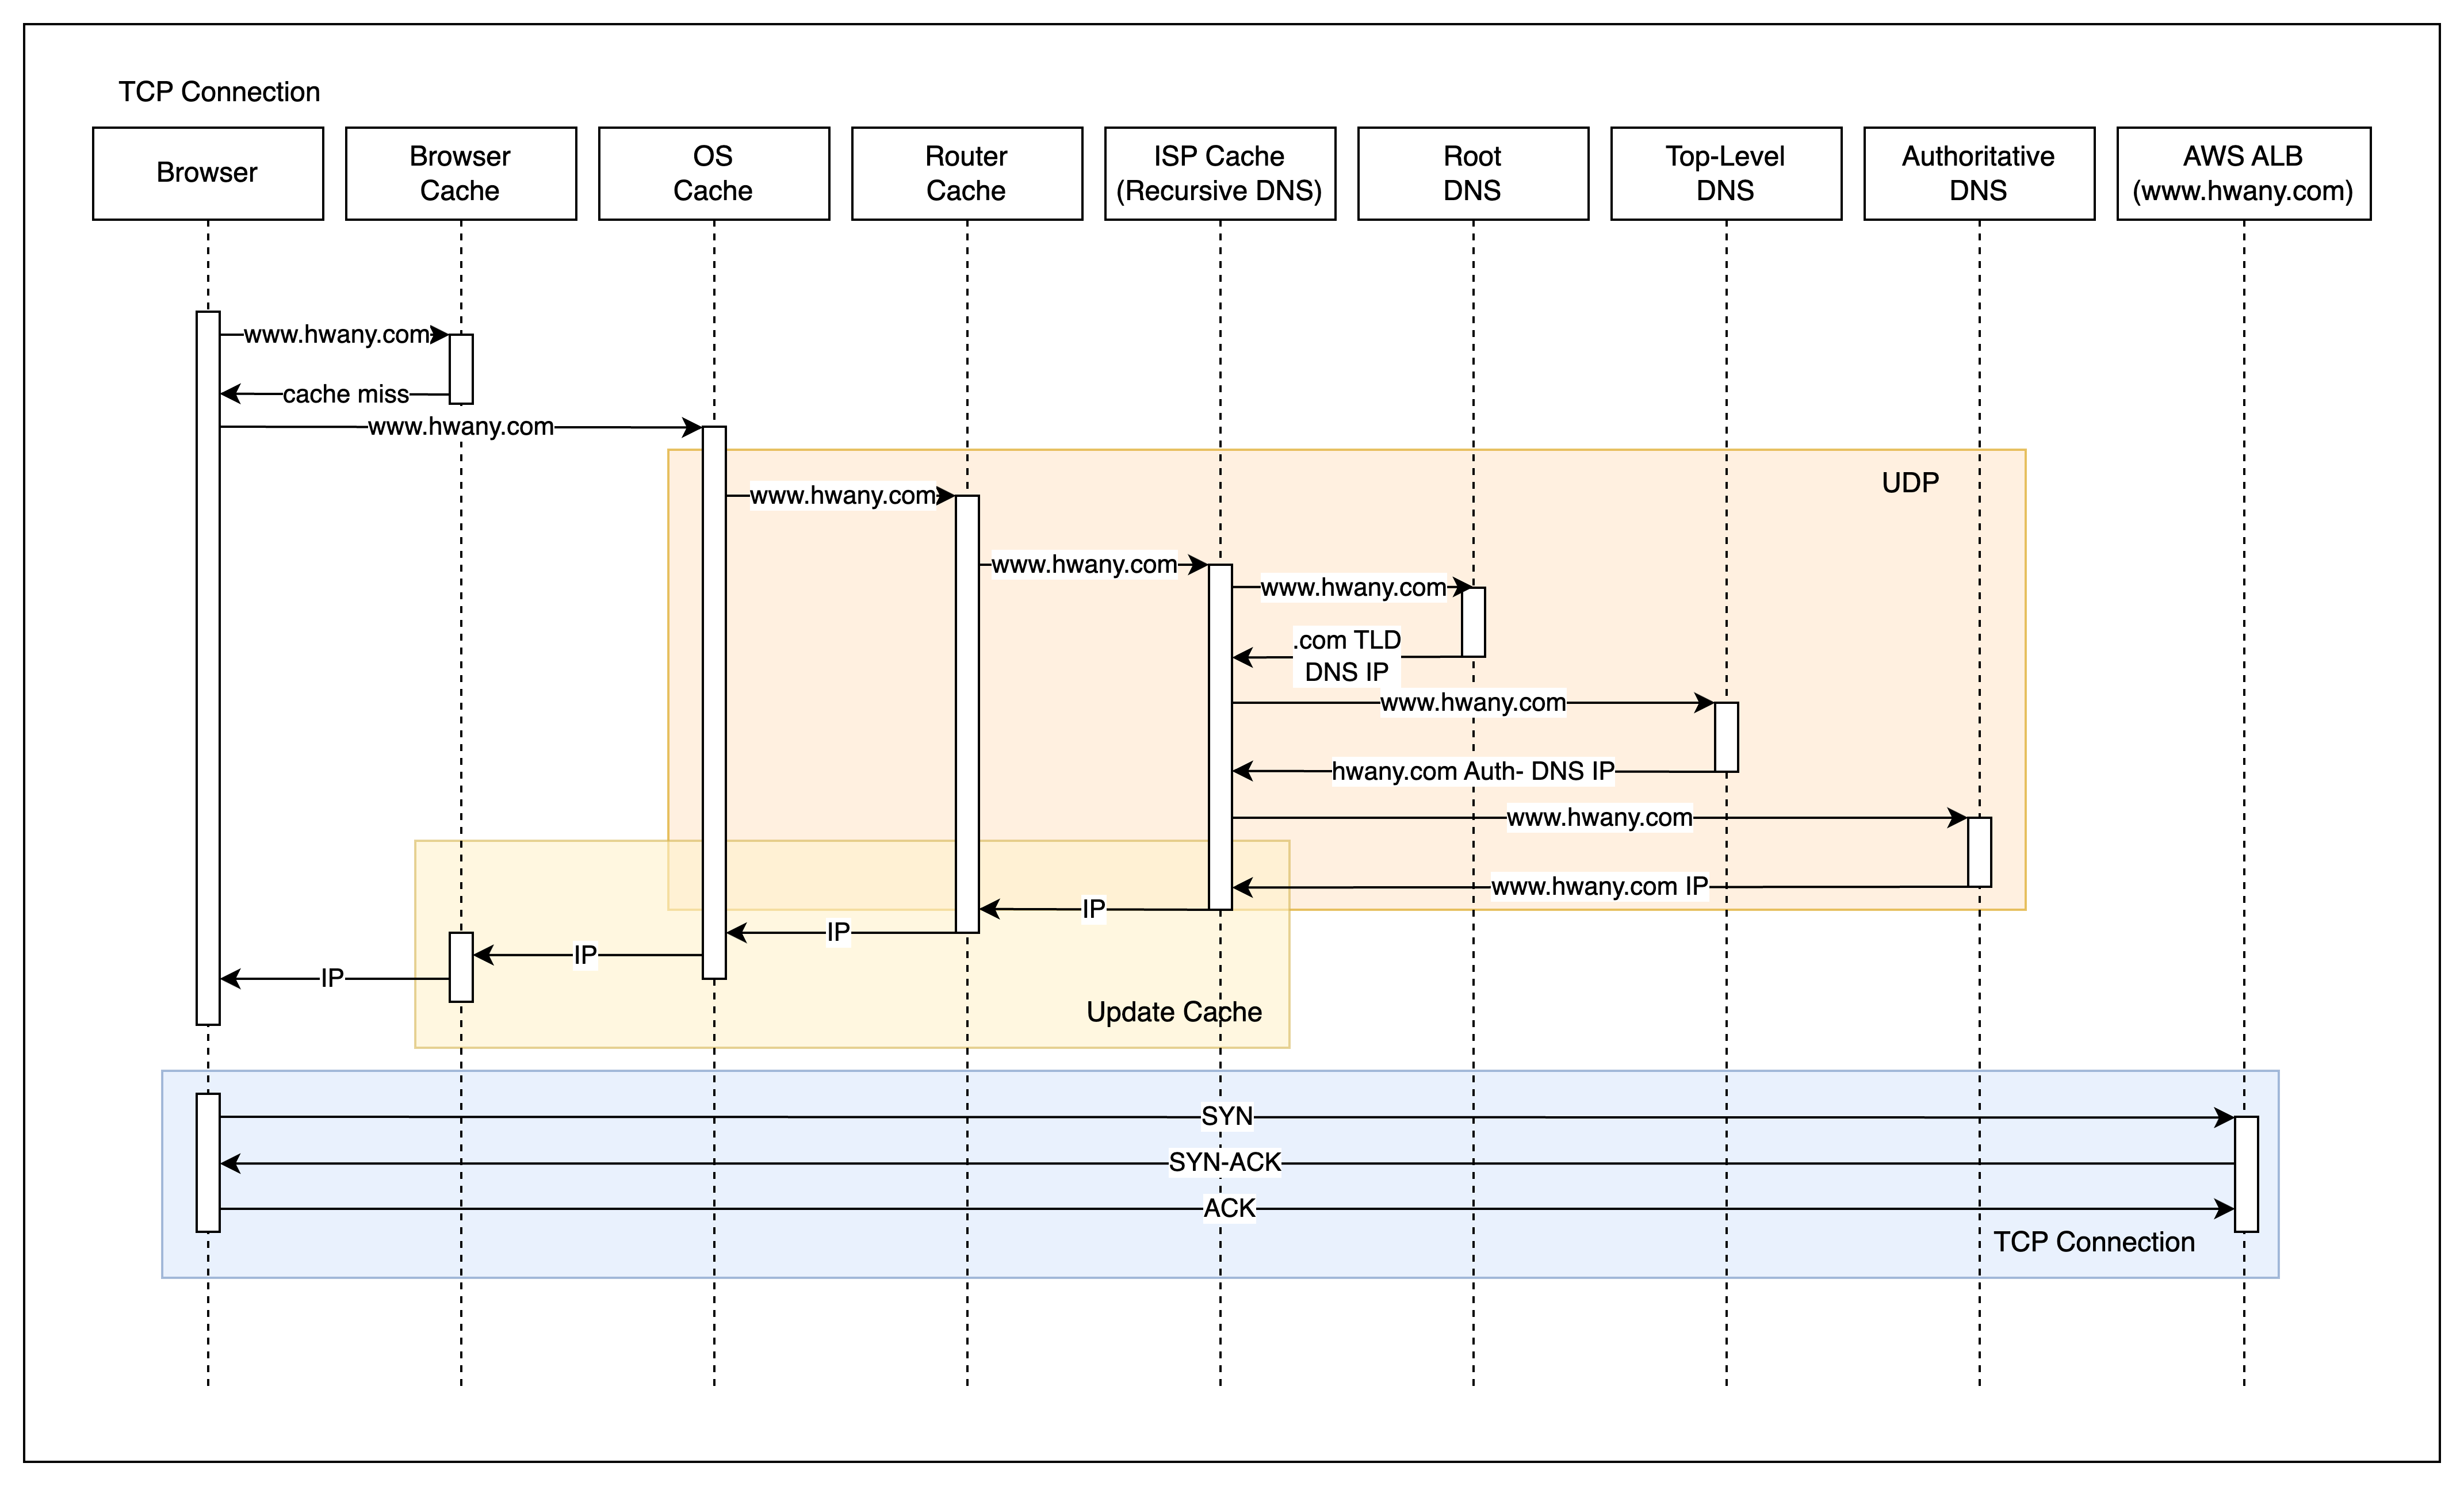 TCP Connection
Browser
Browser
Cache
OS
Cache
Router
Cache
ISP Cache
(Recursive DNS)
Root
DNS
Top-Level
DNS
Authoritative
DNS
AWS ALB
(www.hwany.com)
www.hwany.com
cache miss
www.hwany.com
UDP
www.hwany.com
www.hwany.com
www.hwany.com
.com TLD
DNS IP
www.hwany.com
hwany.com Auth- DNS IP
www.hwany.com
www.hwany.com IP
IP
IP
IP
IP
Update Cache
SYN
SYN-ACK
ACK
TCP Connection